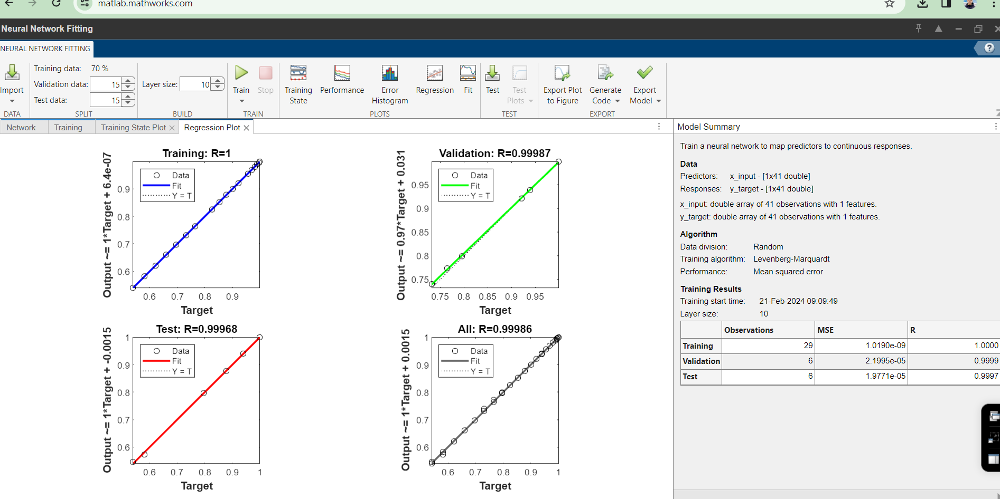 matlab.mathworks.com
Neural Network Fitting
NEURAL NETWORK FITTING
Import
DATA
Training data: 70 %
Validation data: 15
Test data: 15
SPLIT
Layer size: 10
BUILD
Train
Stop
TRAIN
Training State
Performance
Error Histogram
Regression
Fit
PLOTS
Test
Test Plots
TEST
Export Plot to Figure
Generate Code
Export Model
EXPORT
Network
Training
Training State Plot
Regression Plot
Training: R=1
Output ~= 1*Target + 6.4e-07
Data
Fit
Y = T
0.9
0.8
0.7
0.6
0.6 0.7 0.8 0.9
Target
Validation: R=0.99987
Output ~= 0.97*Target + 0.031
Data
Fit
Y = T
0.95
0.9
0.85
0.8
0.75
0.75 0.8 0.85 0.9 0.95
Target
Test: R=0.99968
Output ~= 1*Target + -0.0015
Data
Fit
Y = T
1
0.9
0.8
0.7
0.6
0.6 0.7 0.8 0.9 1
Target
All: R=0.99986
Output ~= 1*Target + 0.0015
Data
Fit
Y = T
1
0.9
0.8
0.7
0.6
0.6 0.7 0.8 0.9 1
Target
Model Summary
Train a neural network to map predictors to continuous responses.
Data
Predictors: x_input - [1x41 double]
Responses: y_target - [1x41 double]
x_input: double array of 41 observations with 1 features.
y_target: double array of 41 observations with 1 features.
Algorithm
Data division: Random
Training algorithm: Levenberg-Marquardt
Performance: Mean squared error
Training Results
Training start time: 21-Feb-2024 09:09:49
Layer size: 10
Observations MSE R
Training 29 1.0190e-09 1.0000
Validation 6 2.1995e-05 0.9999
Test 6 1.9771e-05 0.9997